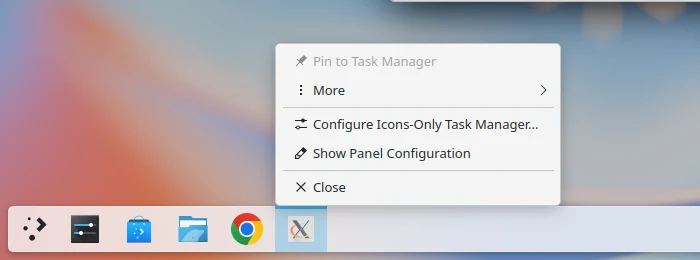 Pin to Task Manager
More
Configure Icons-Only Task Manager...
Show Panel Configuration
Close